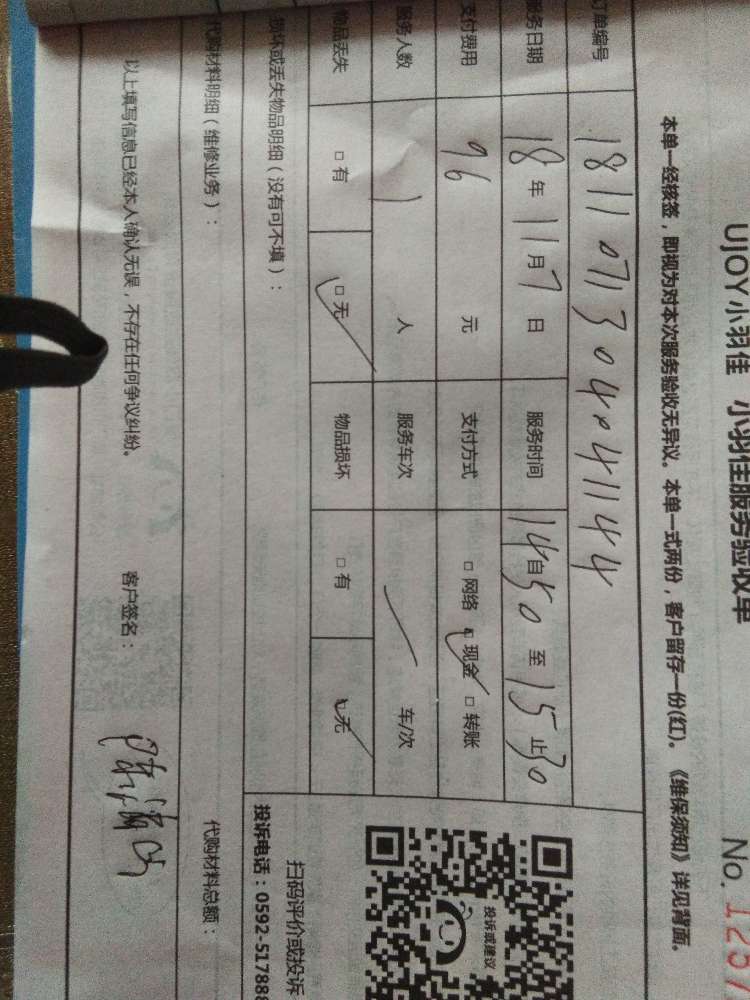 UJOY小羽佳 小羽佳服务验收单 No. 1257
本单一经核签，即视为对本次服务验收无异议。本单一式两份，客户留存一份(红)。《维保须知》详见背面。
订单编号 1811071304041144
服务日期 18年11月7日 服务时间 14自50至15止30
支付费用 96元 支付方式 □网络 □现金 □转账
服务人数 1人 服务车次 车/次
物品丢失 □有 □无 物品损坏 □有 □无
损坏或丢失物品明细（没有可不填）：
投诉或建议
扫码评价或投诉
投诉电话：0592-517888
代购材料明细（维修业务）： 代购材料总额：
以上填写信息已经本人确认无误，不存在任何争议纠纷。 客户签名：